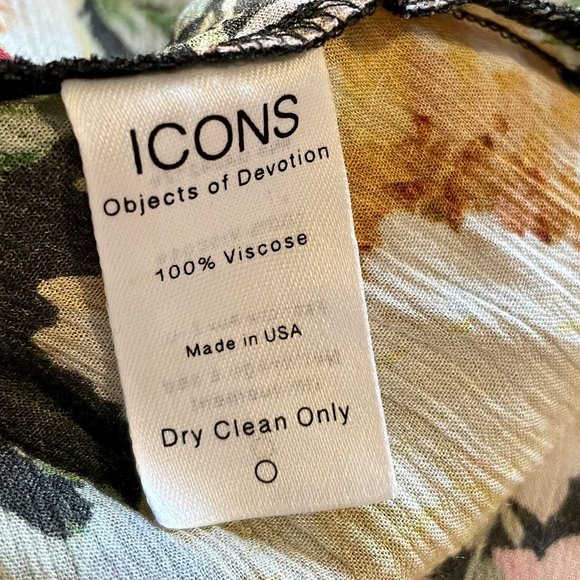 ICONS
Objects of Devotion
100% Viscose
Made in USA
Dry Clean Only